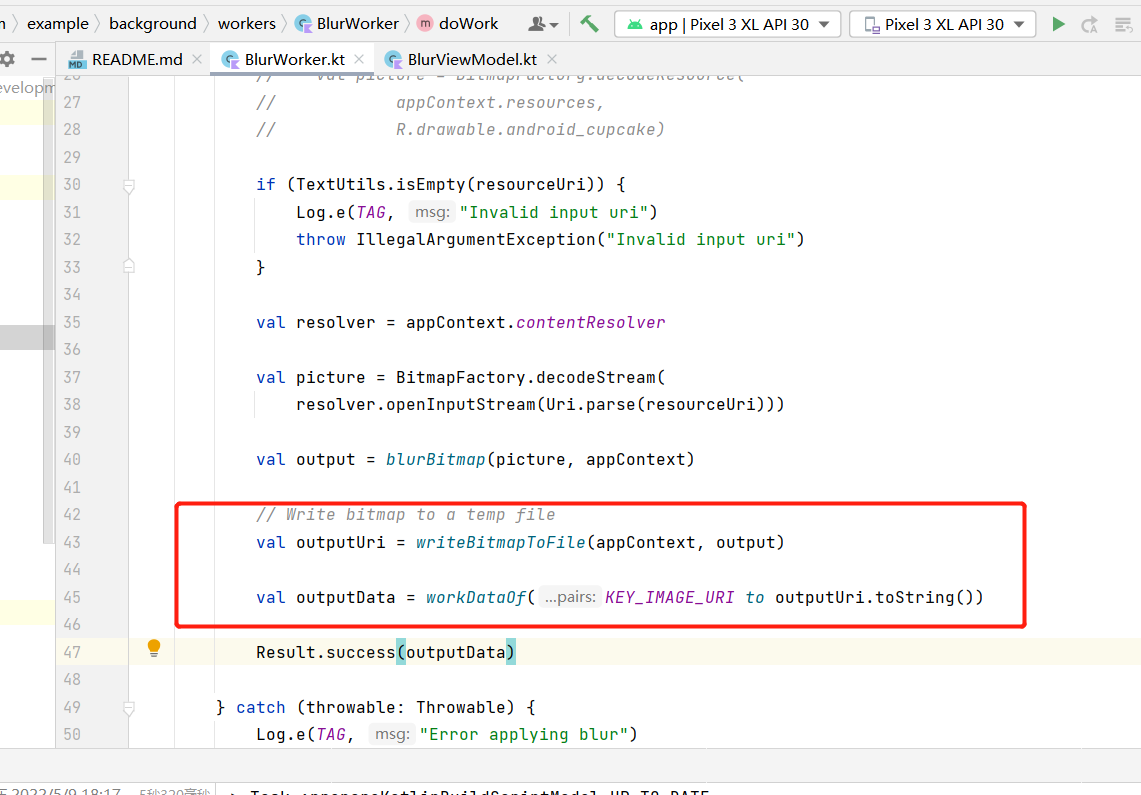 example > background > workers > BlurWorker > m doWork app | Pixel 3 XL API 30 Pixel 3 XL API 30
MD README.md × BlurWorker.kt × BlurViewModel.kt ×
// val picture = BitmapFactory.decodeResource(
27 // appContext.resources,
28 // R.drawable.android_cupcake)
29
30 if (TextUtils.isEmpty(resourceUri)) {
31 Log.e(TAG, msg: "Invalid input uri")
32 throw IllegalArgumentException("Invalid input uri")
33 }
34
35 val resolver = appContext.contentResolver
36
37 val picture = BitmapFactory.decodeStream(
38 resolver.openInputStream(Uri.parse(resourceUri)))
39
40 val output = blurBitmap(picture, appContext)
41
42 // Write bitmap to a temp file
43 val outputUri = writeBitmapToFile(appContext, output)
44
45 val outputData = workDataOf( ...pairs: KEY_IMAGE_URI to outputUri.toString())
46
47 Result.success(outputData)
48
49 } catch (throwable: Throwable) {
50 Log.e(TAG, msg: "Error applying blur")
2022/5/9 18:17 5秒320毫秒 > Task :prepareKotlinBuildScriptModel UP-TO-DATE